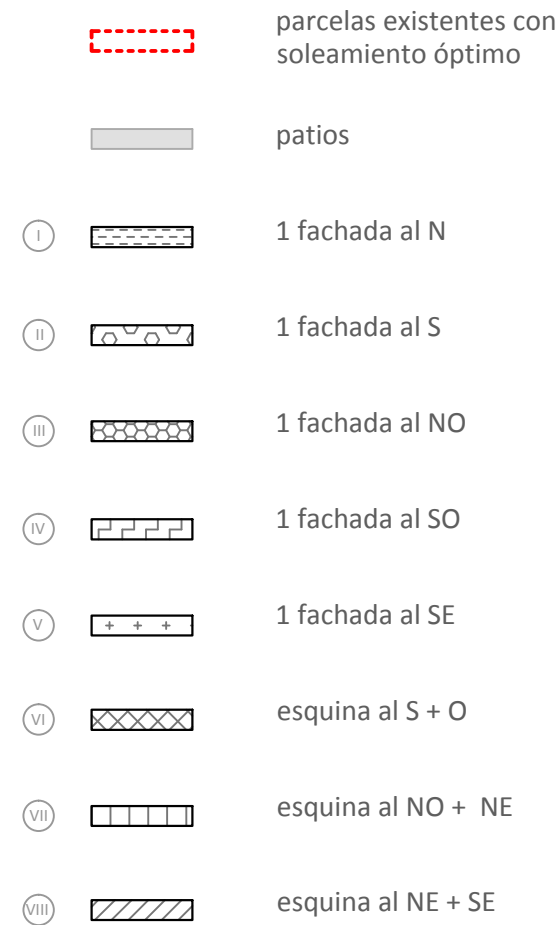 parcelas existentes con
soleamiento óptimo
patios
I 1 fachada al N
II 1 fachada al S
III 1 fachada al NO
IV 1 fachada al SO
V 1 fachada al SE
VI esquina al S + O
VII esquina al NO + NE
VIII esquina al NE + SE